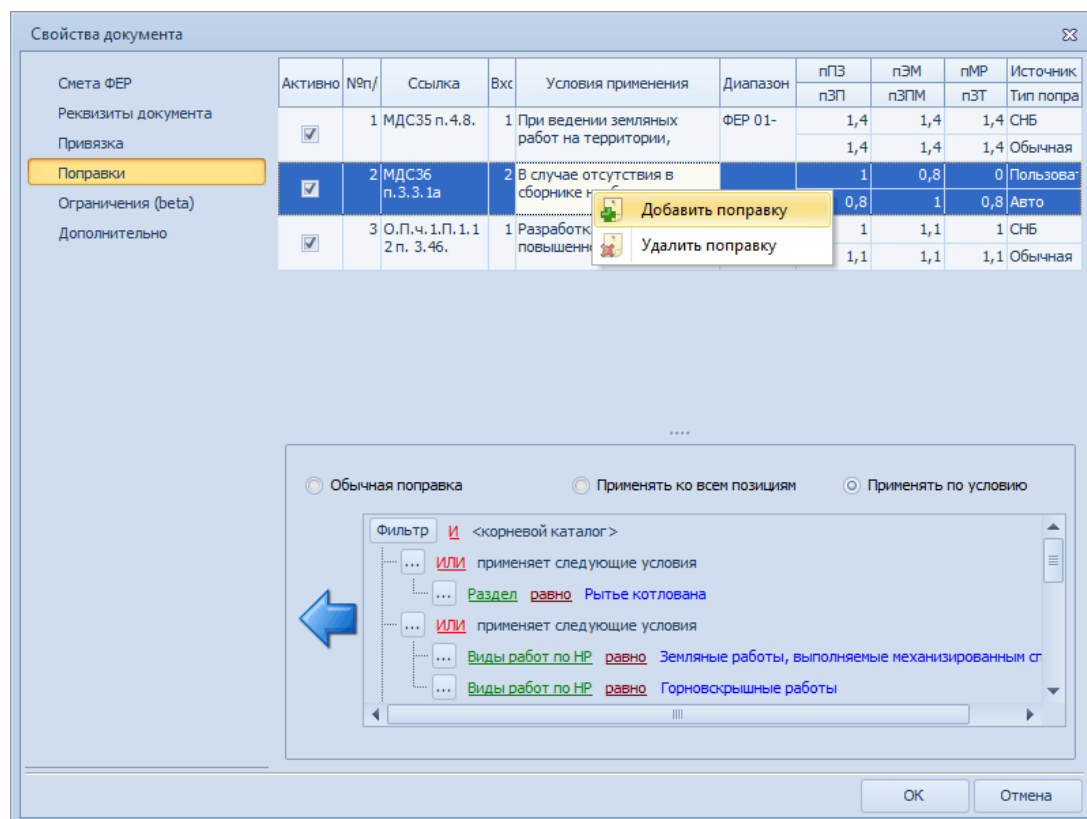 Свойства документа
Смета ФЕР
Реквизиты документа
Привязка
Поправки
Ограничения (beta)
Дополнительно
Активно №п/ Ссылка Вхс Условия применения Диапазон пПЗ пЭМ пМР Источник
пЗП пЗПМ пЗТ Тип попра
1 МДС35 п.4.8. 1 При ведении земляных ФЕР 01- 1,4 1,4 1,4 СНБ
работ на территории, 1,4 1,4 1,4 Обычная
2 МДС36 2 В случае отсутствия в 1 0,8 0 Пользоват
п.3.3.1а сборнике 0,8 1 0,8 Авто
Добавить поправку
3 О.П.ч.1.П.1.1 1 Разработк 1 1,1 1 СНБ
2 п. 3.46. повышенно 1,1 1,1 1,1 Обычная
Удалить поправку
Обычная поправка Применять ко всем позициям Применять по условию
Фильтр И <корневой каталог>
... ИЛИ применяет следующие условия
... Раздел равно Рытье котлована
... ИЛИ применяет следующие условия
... Виды работ по НР равно Земляные работы, выполняемые механизированным сп
... Виды работ по НР равно Горновскрышные работы
ОК Отмена